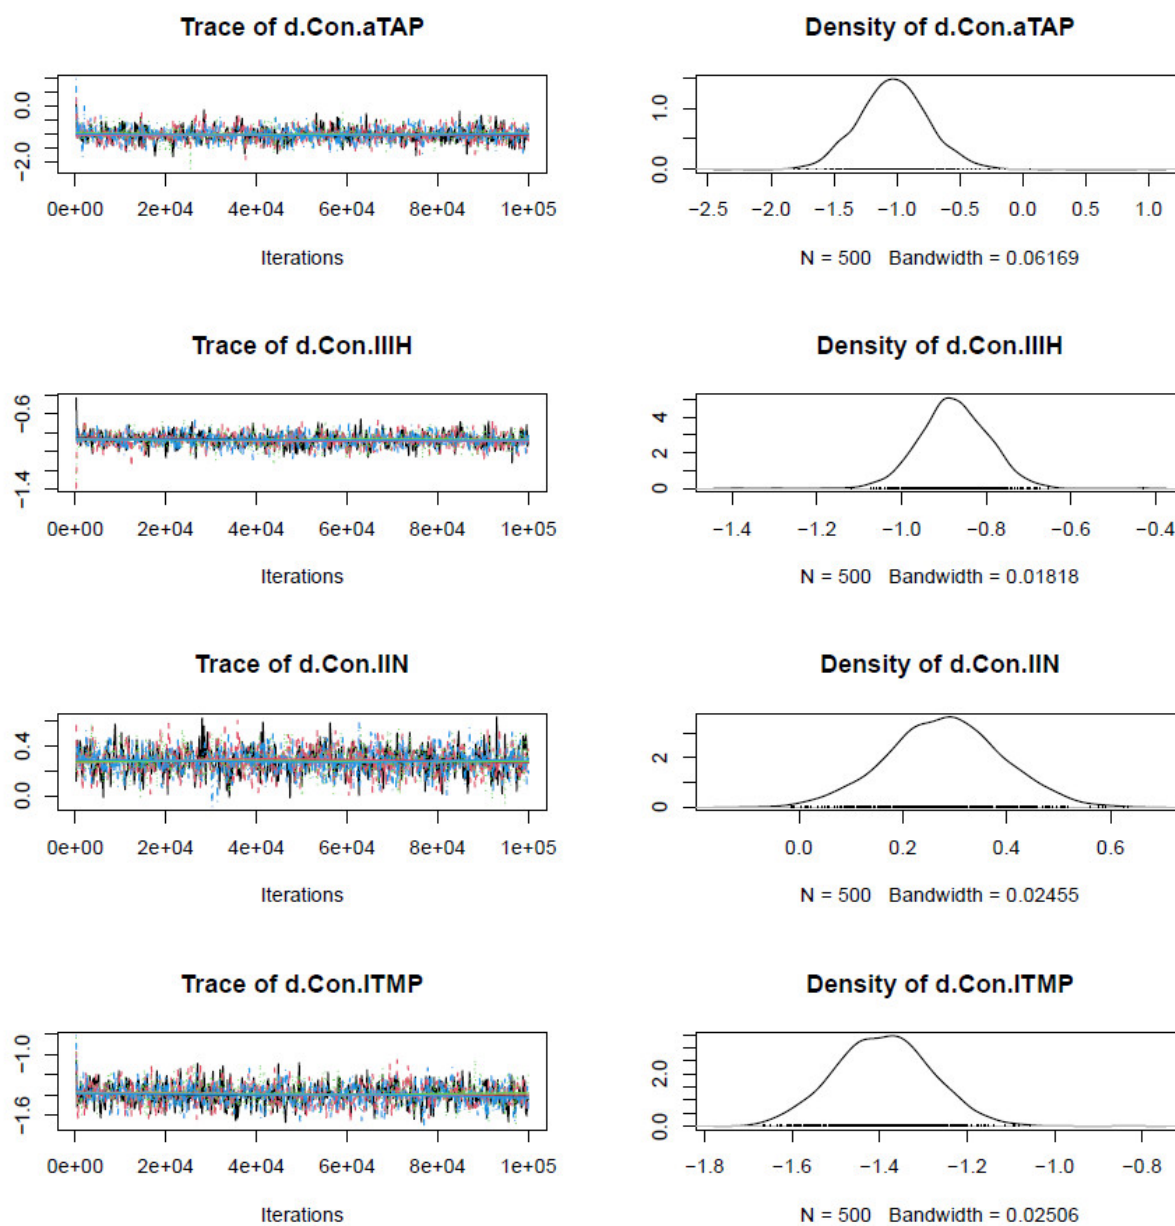 Trace of d.Con.aTAP
0.0
−2.0
0e+00 2e+04 4e+04 6e+04 8e+04 1e+05
Iterations
Density of d.Con.aTAP
1.0
0.0
−2.5 −2.0 −1.5 −1.0 −0.5 0.0 0.5 1.0
N = 500 Bandwidth = 0.06169
Trace of d.Con.IIIH
−0.6
−1.4
0e+00 2e+04 4e+04 6e+04 8e+04 1e+05
Iterations
Density of d.Con.IIIH
4
2
0
−1.4 −1.2 −1.0 −0.8 −0.6 −0.4
N = 500 Bandwidth = 0.01818
Trace of d.Con.IIN
0.4
0.0
0e+00 2e+04 4e+04 6e+04 8e+04 1e+05
Iterations
Density of d.Con.IIN
2
0
0.0 0.2 0.4 0.6
N = 500 Bandwidth = 0.02455
Trace of d.Con.ITMP
−1.0
−1.6
0e+00 2e+04 4e+04 6e+04 8e+04 1e+05
Iterations
Density of d.Con.ITMP
2.0
0.0
−1.8 −1.6 −1.4 −1.2 −1.0 −0.8
N = 500 Bandwidth = 0.02506